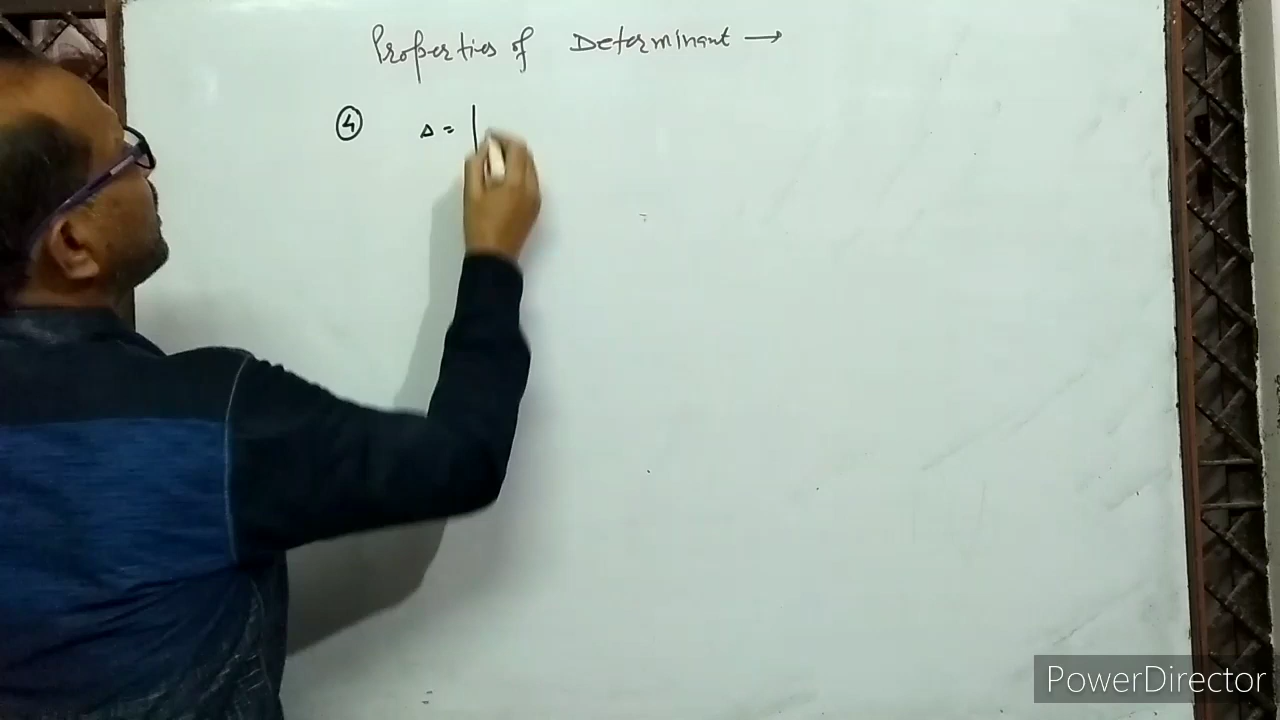 Properties of Determinant →
④ Δ = |
PowerDirector